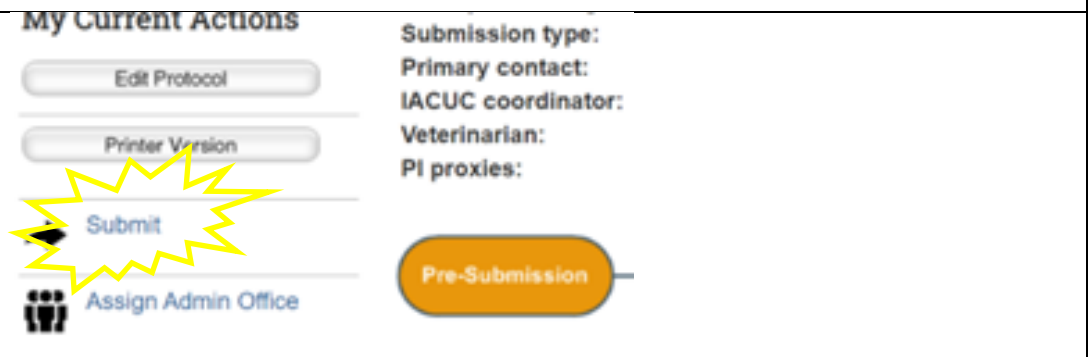 My Current Actions
Edit Protocol
Printer Version
Submit
Assign Admin Office
Submission type:
Primary contact:
IACUC coordinator:
Veterinarian:
PI proxies:
Pre-Submission